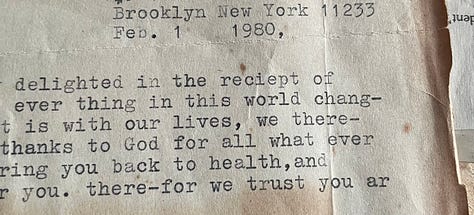 Brooklyn New York 11233
Feb. 1 1980,
delighted in the reciept of
ever thing in this world chang-
is with our lives, we there-
thanks to God for all what ever
you back to health,and
you. there-for we trust you ar